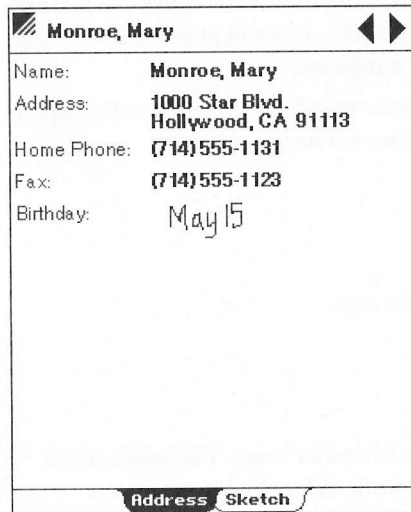 Monroe, Mary
Name: Monroe, Mary
Address: 1000 Star Blvd.
Hollywood, CA 91113
Home Phone: (714) 555-1131
Fax: (714) 555-1123
Birthday: May 15
Address Sketch